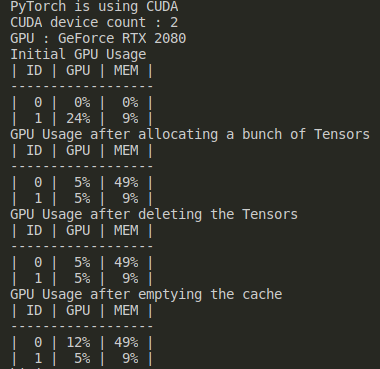 PyTorch is using CUDA
CUDA device count : 2
GPU : GeForce RTX 2080
Initial GPU Usage
| ID | GPU | MEM |
------------------
|  0 |  0% |  0% |
|  1 | 24% |  9% |
GPU Usage after allocating a bunch of Tensors
| ID | GPU | MEM |
------------------
|  0 |  5% | 49% |
|  1 |  5% |  9% |
GPU Usage after deleting the Tensors
| ID | GPU | MEM |
------------------
|  0 |  5% | 49% |
|  1 |  5% |  9% |
GPU Usage after emptying the cache
| ID | GPU | MEM |
------------------
|  0 | 12% | 49% |
|  1 |  5% |  9% |